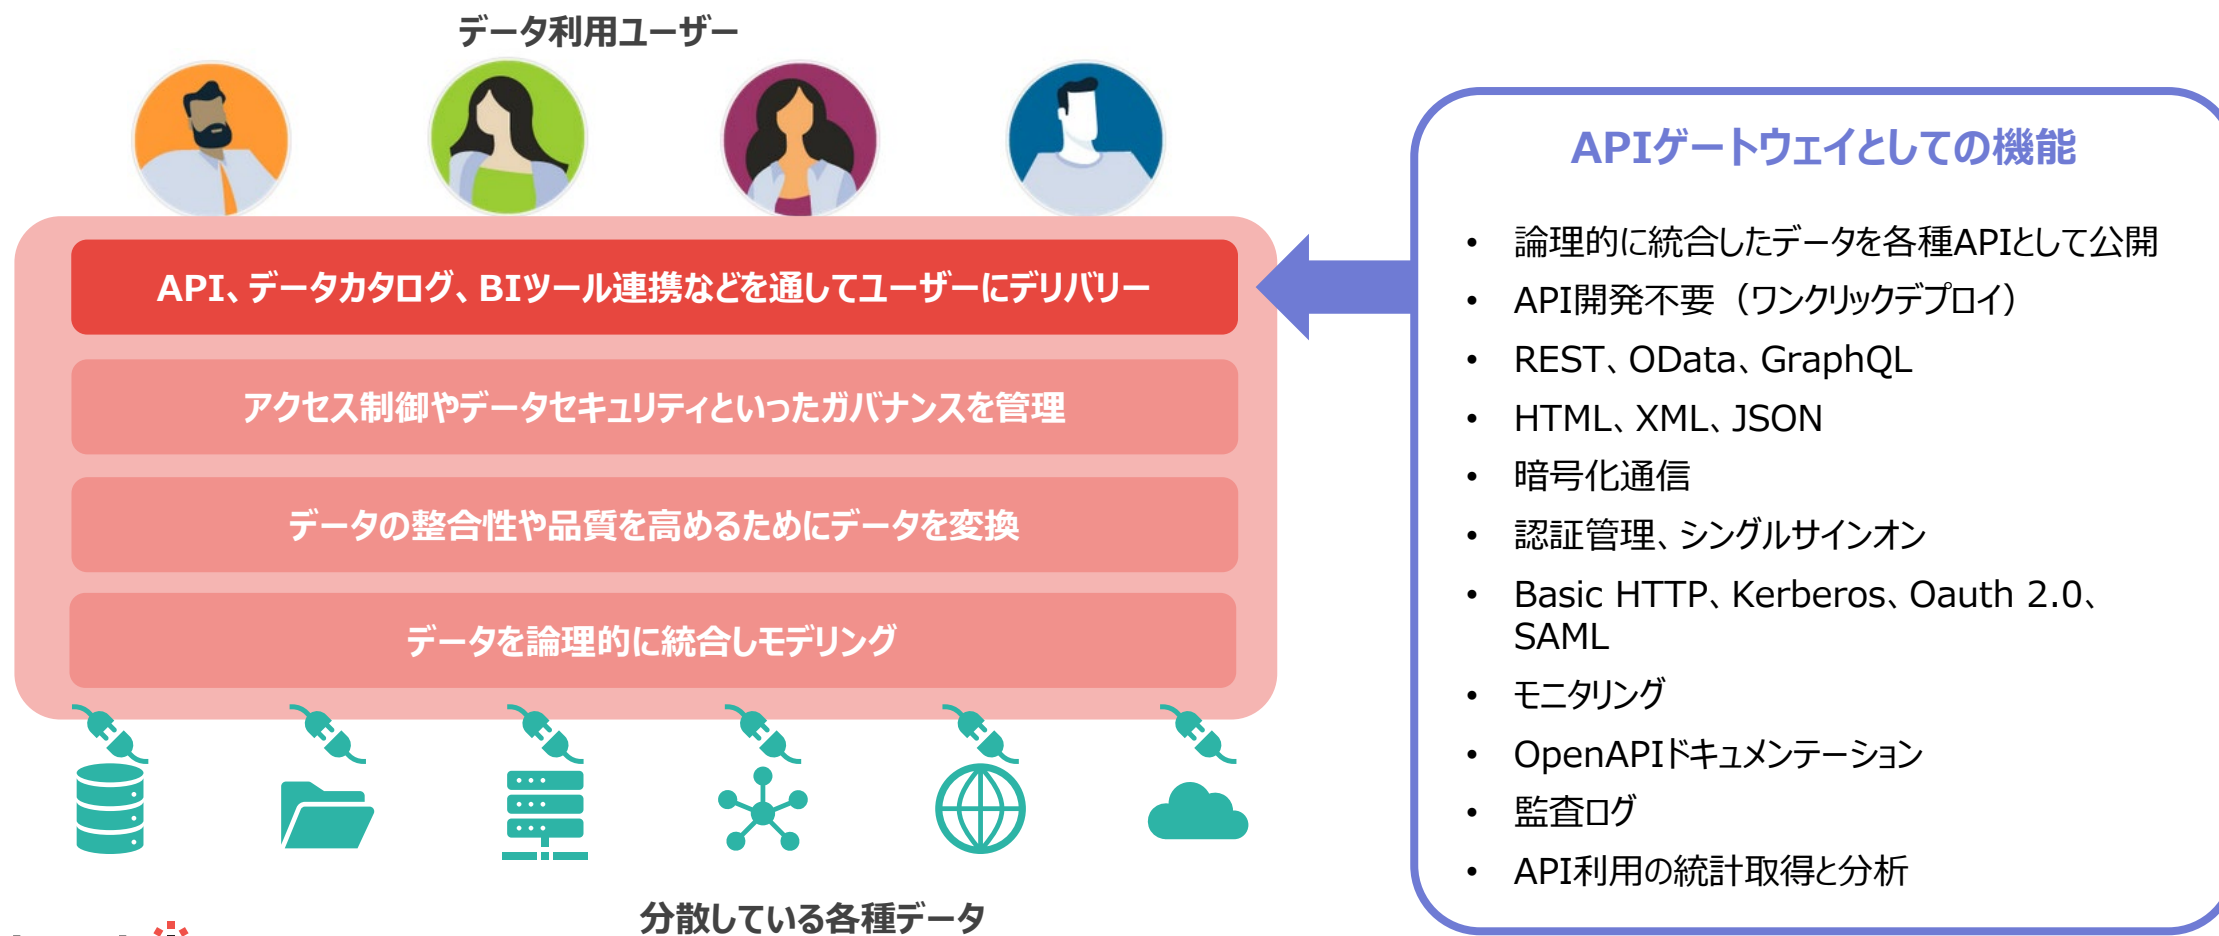 データ利用ユーザー
API、データカタログ、BIツール連携などを通してユーザーにデリバリー
アクセス制御やデータセキュリティといったガバナンスを管理
データの整合性や品質を高めるためにデータを変換
データを論理的に統合しモデリング
分散している各種データ
APIゲートウェイとしての機能
• 論理的に統合したデータを各種APIとして公開
• API開発不要（ワンクリックデプロイ）
• REST、OData、GraphQL
• HTML、XML、JSON
• 暗号化通信
• 認証管理、シングルサインオン
• Basic HTTP、Kerberos、Oauth 2.0、
SAML
• モニタリング
• OpenAPIドキュメンテーション
• 監査ログ
• API利用の統計取得と分析